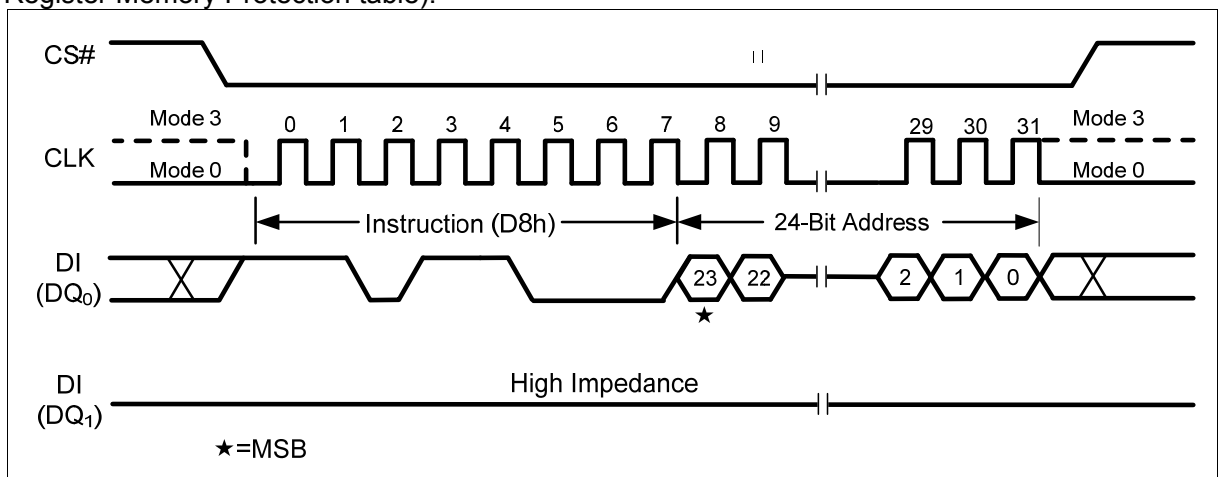 Register Memory Protection table).
CS#
Mode 3 0 1 2 3 4 5 6 7 8 9 29 30 31 Mode 3
CLK
Mode 0 Mode 0
Instruction (D8h) 24-Bit Address
DI
(DQ0) 23 22 2 1 0
★
High Impedance
DI
(DQ1)
★=MSB